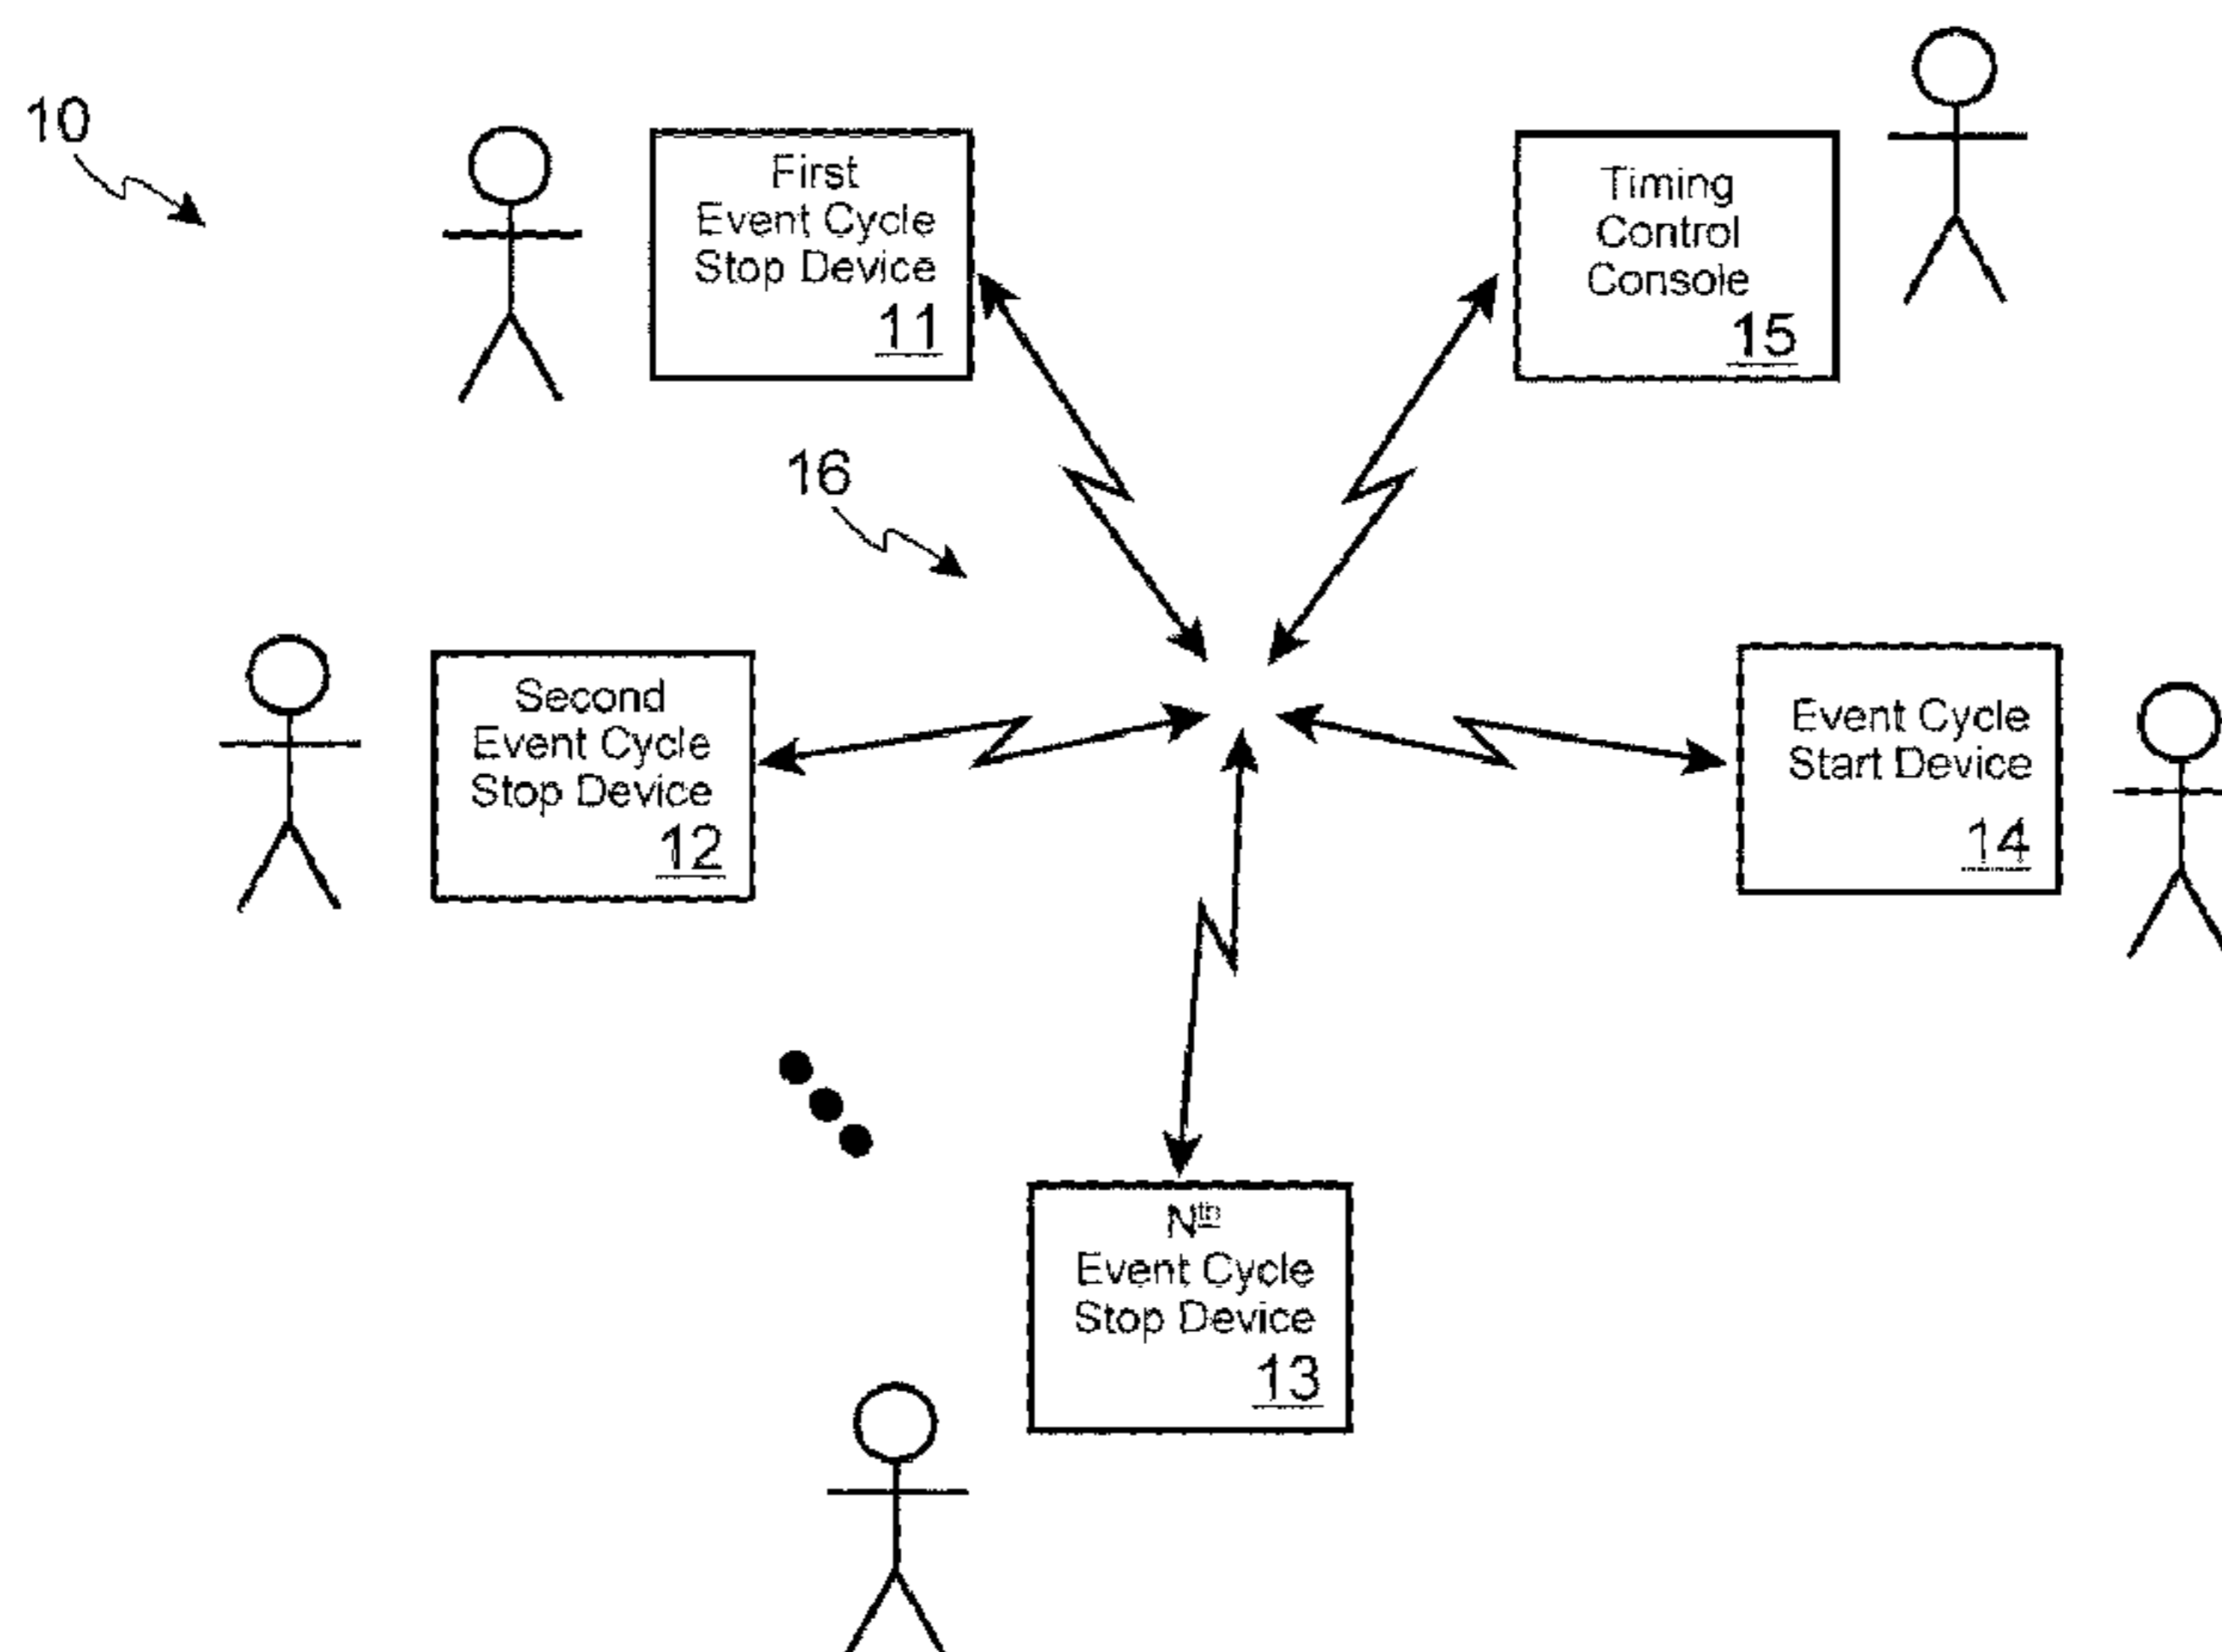 10
First
Event Cycle
Stop Device
11
Timing
Control
Console
15
16
Second
Event Cycle
Stop Device
12
Event Cycle
Start Device
14
Nth
Event Cycle
Stop Device
13